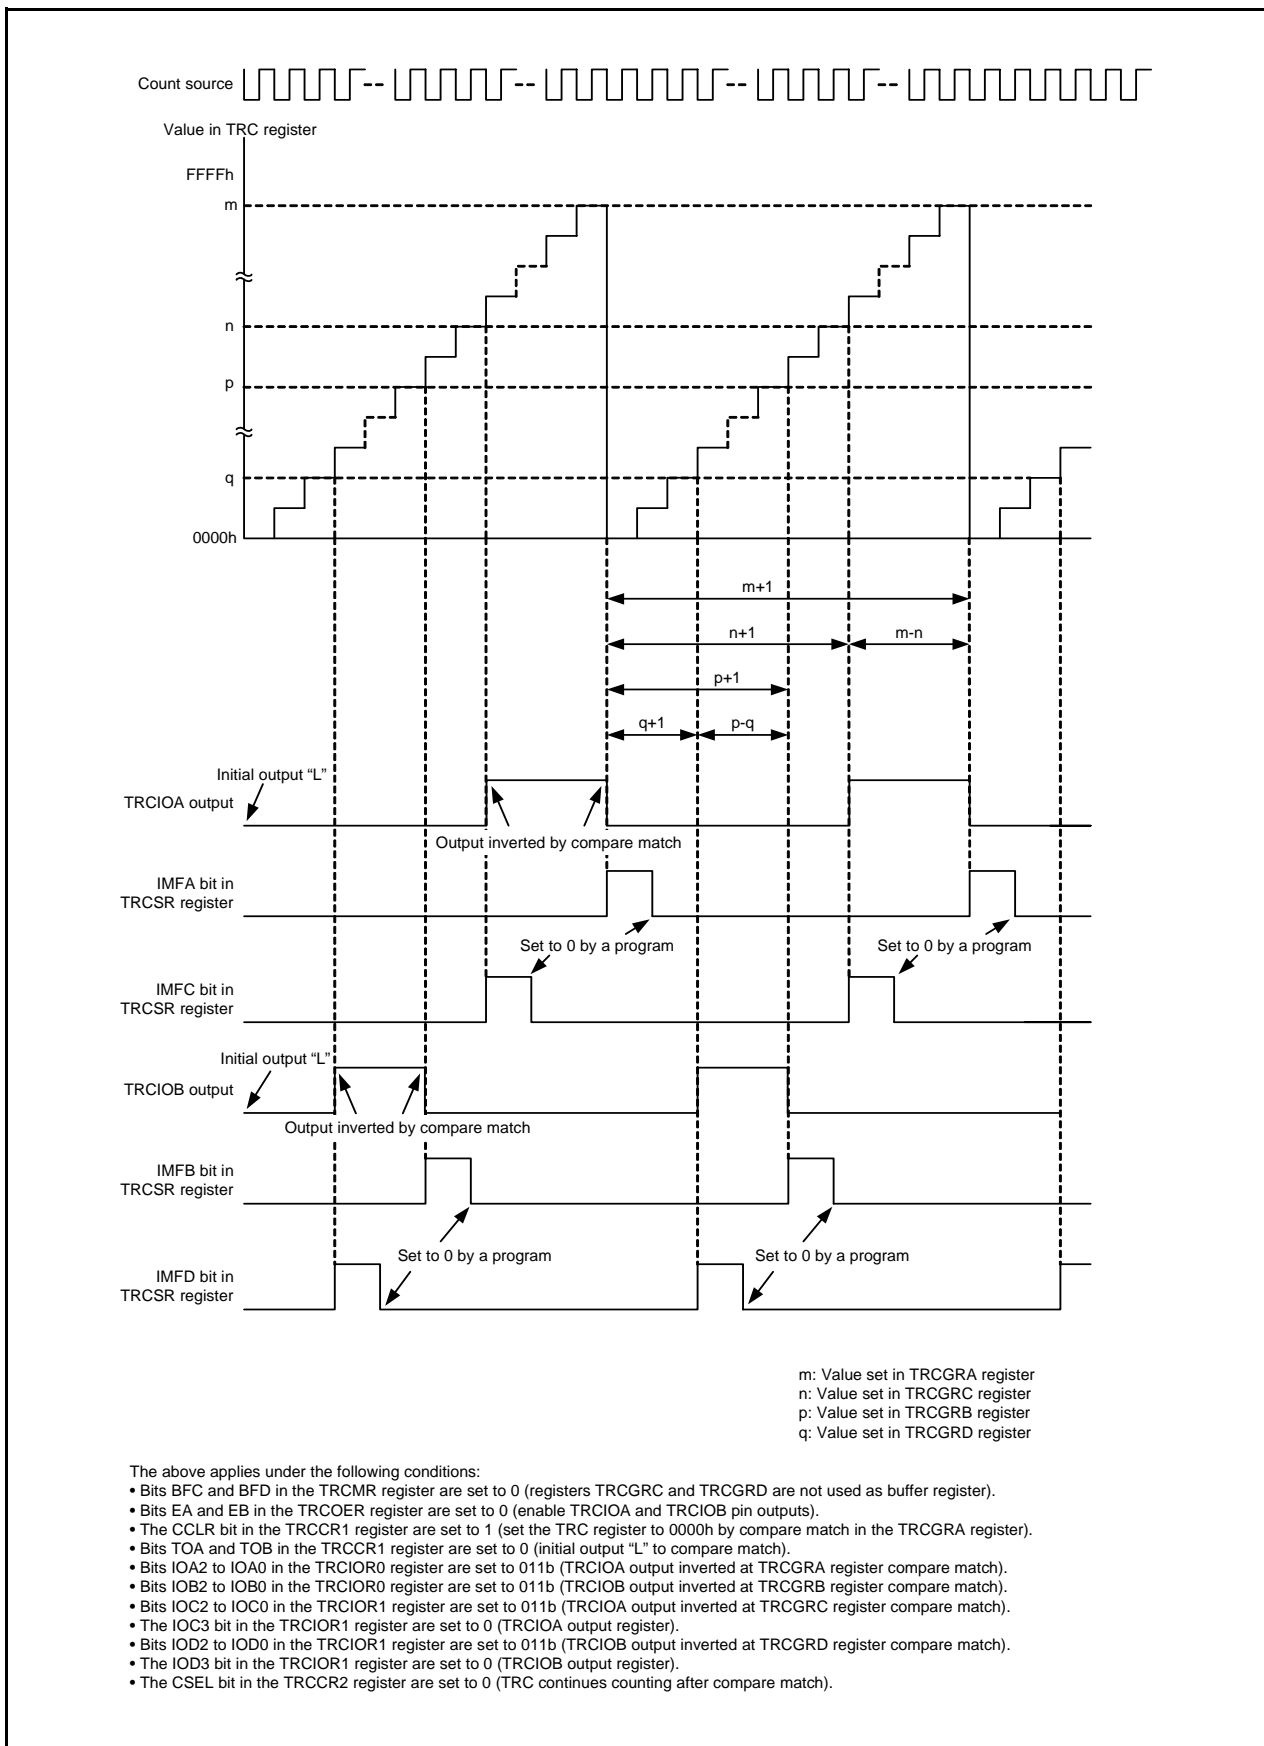 Count source
Value in TRC register
FFFFh
m
n
p
q
0000h
m+1
n+1
m-n
p+1
q+1
p-q
Initial output “L”
TRCIOA output
Output inverted by compare match
IMFA bit in
TRCSR register
Set to 0 by a program
Set to 0 by a program
IMFC bit in
TRCSR register
Initial output “L”
TRCIOB output
Output inverted by compare match
IMFB bit in
TRCSR register
Set to 0 by a program
Set to 0 by a program
IMFD bit in
TRCSR register
m: Value set in TRCGRA register
n: Value set in TRCGRC register
p: Value set in TRCGRB register
q: Value set in TRCGRD register
The above applies under the following conditions:
• Bits BFC and BFD in the TRCMR register are set to 0 (registers TRCGRC and TRCGRD are not used as buffer register).
• Bits EA and EB in the TRCOER register are set to 0 (enable TRCIOA and TRCIOB pin outputs).
• The CCLR bit in the TRCCR1 register are set to 1 (set the TRC register to 0000h by compare match in the TRCGRA register).
• Bits TOA and TOB in the TRCCR1 register are set to 0 (initial output “L” to compare match).
• Bits IOA2 to IOA0 in the TRCIOR0 register are set to 011b (TRCIOA output inverted at TRCGRA register compare match).
• Bits IOB2 to IOB0 in the TRCIOR0 register are set to 011b (TRCIOB output inverted at TRCGRB register compare match).
• Bits IOC2 to IOC0 in the TRCIOR1 register are set to 011b (TRCIOA output inverted at TRCGRC register compare match).
• The IOC3 bit in the TRCIOR1 register are set to 0 (TRCIOA output register).
• Bits IOD2 to IOD0 in the TRCIOR1 register are set to 011b (TRCIOB output inverted at TRCGRD register compare match).
• The IOD3 bit in the TRCIOR1 register are set to 0 (TRCIOB output register).
• The CSEL bit in the TRCCR2 register are set to 0 (TRC continues counting after compare match).